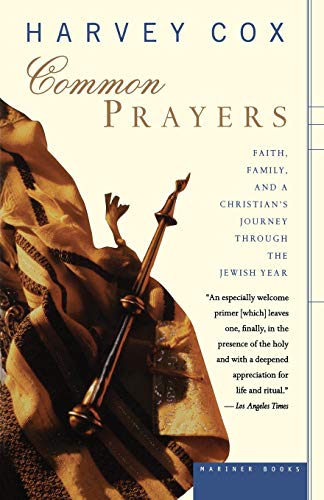 HARVEY COX
Common
PRAYERS
FAITH,
FAMILY,
AND A
CHRISTIAN'S
JOURNEY
THROUGH
THE
JEWISH YEAR
"An especially welcome
primer [which] leaves
one, finally, in the
presence of the holy
and with a deepened
appreciation for
life and ritual."
— Los Angeles Times
MARINER BOOKS